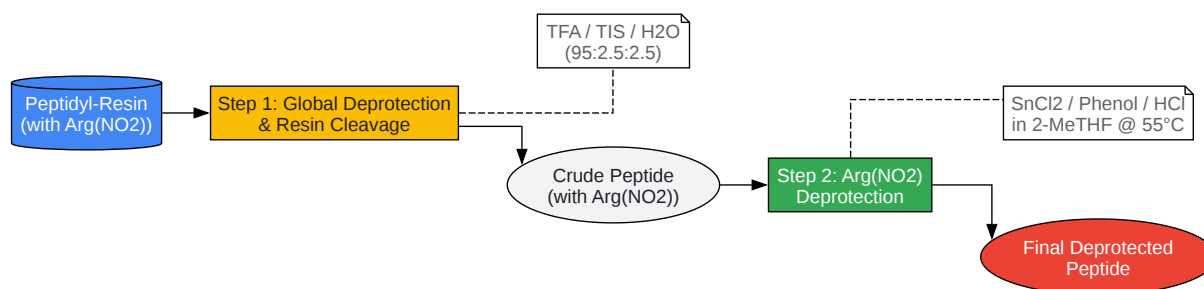 TFA / TIS / H2O
(95:2.5:2.5)
Peptidyl-Resin
(with Arg(NO2))
Step 1: Global Deprotection
& Resin Cleavage
SnCl2 / Phenol / HCl
in 2-MeTHF @ 55°C
Crude Peptide
(with Arg(NO2))
Step 2: Arg(NO2)
Deprotection
Final Deprotected
Peptide